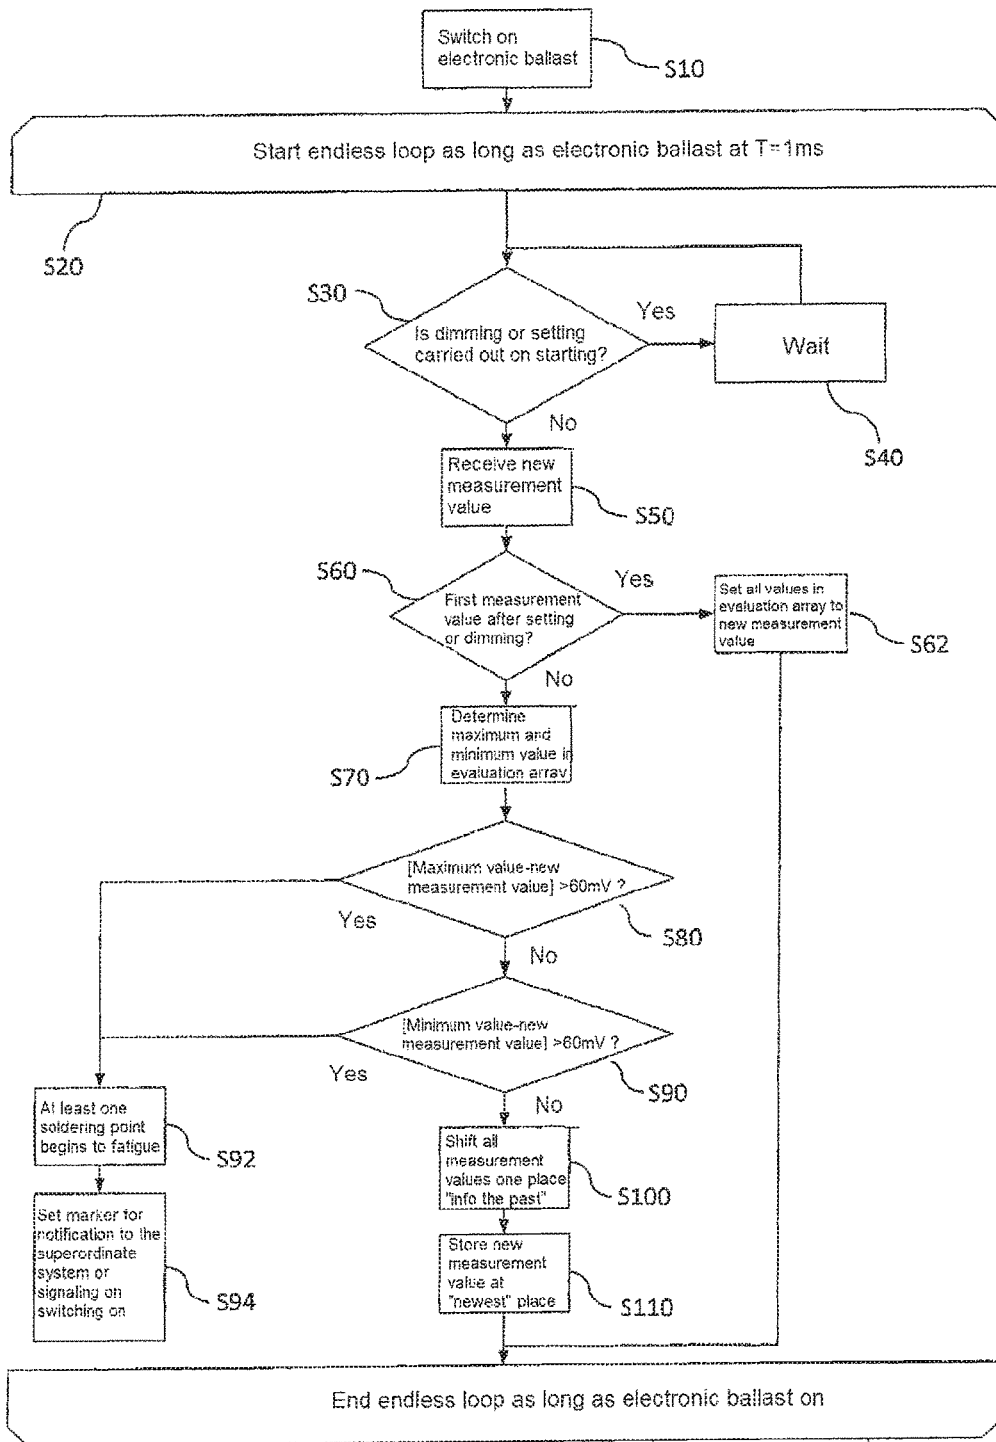 Switch on
electronic ballast
S10
Start endless loop as long as electronic ballast at T=1ms
S20
S30
Is dimming or setting
carried out on starting?
Yes
Wait
S40
No
Receive new
measurement
value
S50
S60
First measurement
value after setting
or dimming?
Yes
Set all values in
evaluation array to
new measurement
value
S62
No
Determine
maximum and
minimum value in
evaluation array
S70
[Maximum value-new
measurement value] >60mV ?
Yes
S80
No
[Minimum value-new
measurement value] >60mV ?
Yes
S90
No
At least one
soldering point
begins to fatigue
S92
Set marker for
notification to the
superordinate
system or
signaling on
switching on
S94
Shift all
measurement
values one place
"info the past"
S100
Store new
measurement
value at
"newest" place
S110
End endless loop as long as electronic ballast on